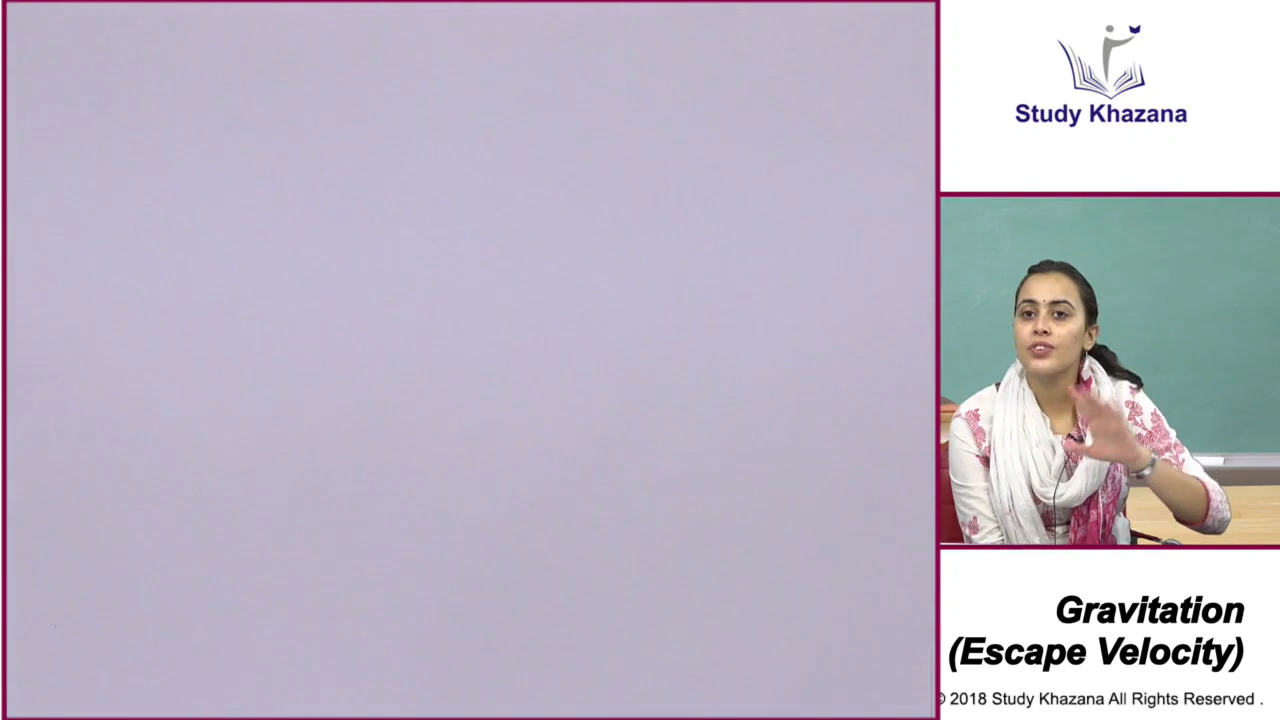 Study Khazana
Gravitation
(Escape Velocity)
© 2018 Study Khazana All Rights Reserved .